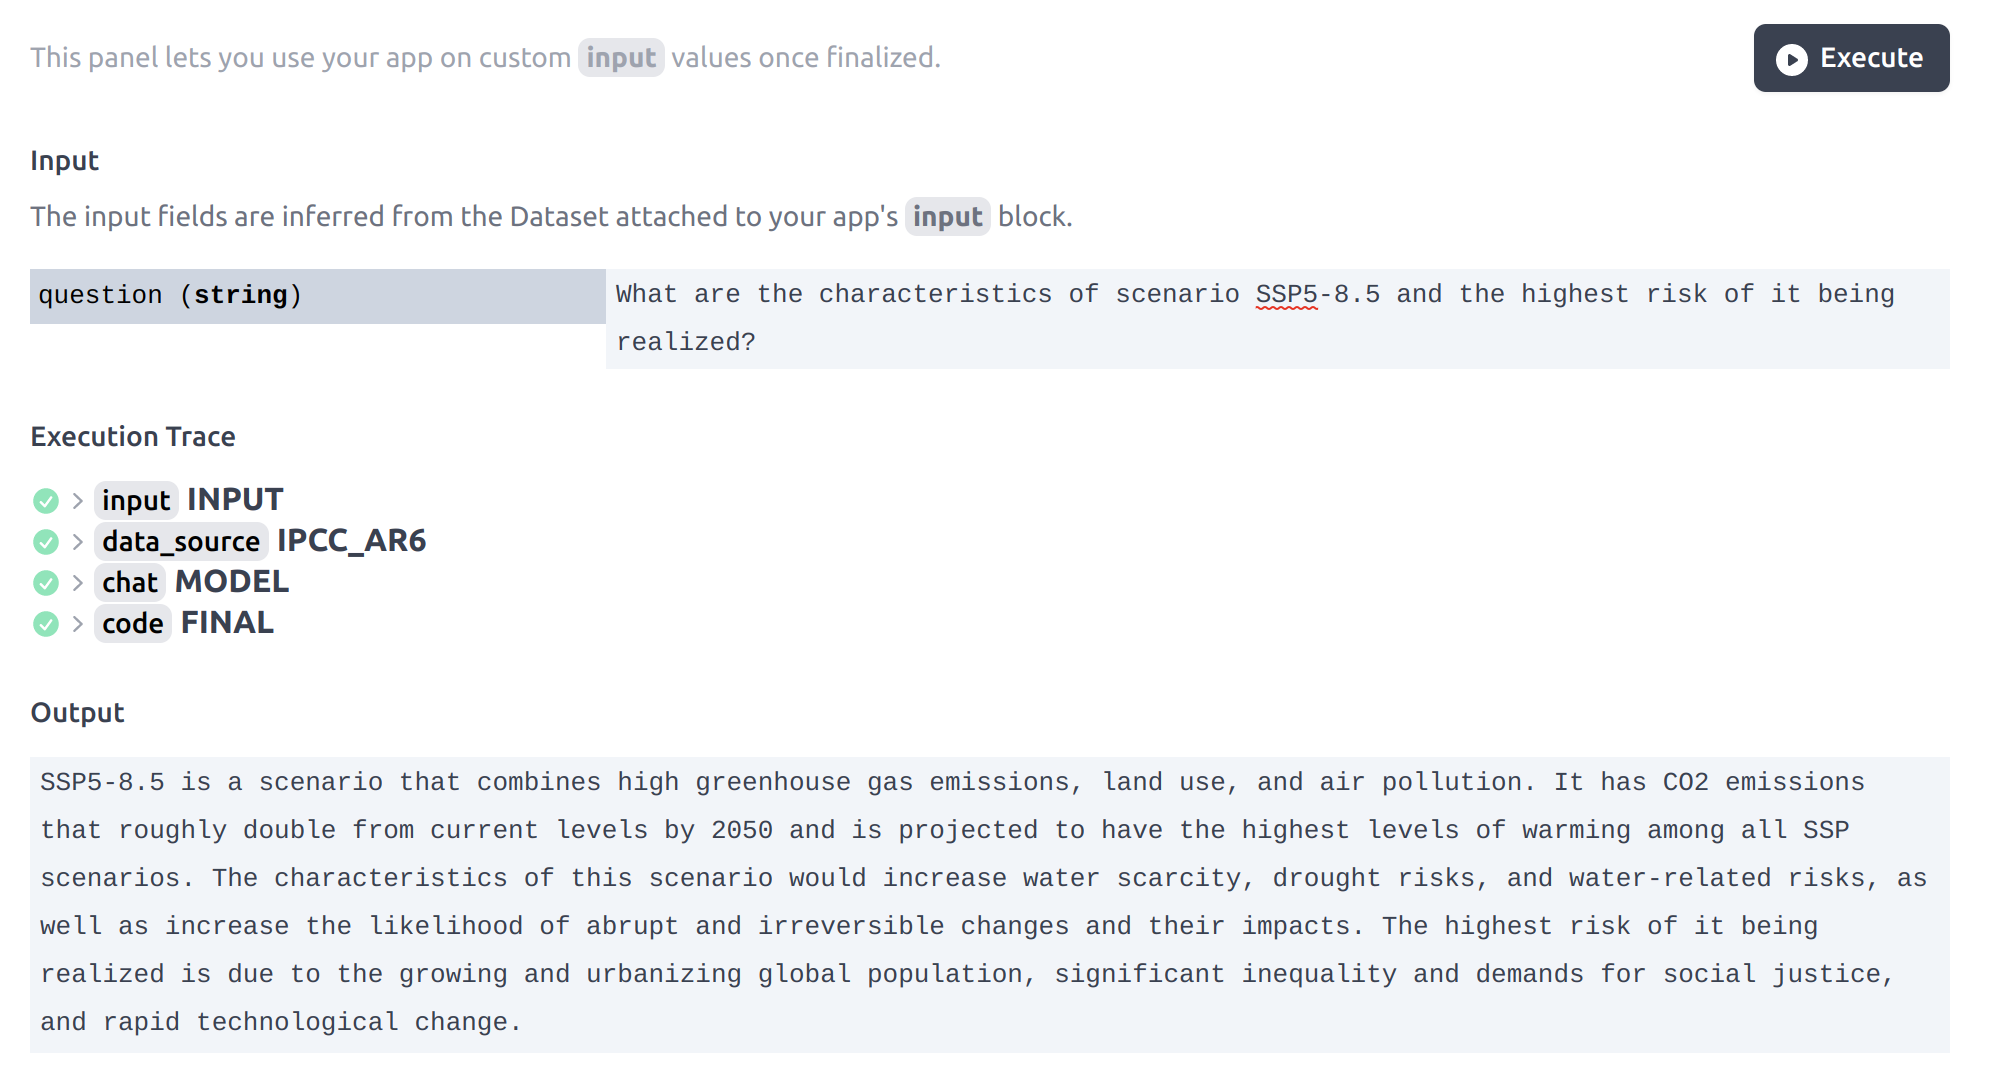 This panel lets you use your app on custom input values once finalized.
Execute
Input
The input fields are inferred from the Dataset attached to your app's input block.
question (string)
What are the characteristics of scenario SSP5-8.5 and the highest risk of it being
realized?
Execution Trace
input INPUT
data_source IPCC_AR6
chat MODEL
code FINAL
Output
SSP5-8.5 is a scenario that combines high greenhouse gas emissions, land use, and air pollution. It has CO2 emissions
that roughly double from current levels by 2050 and is projected to have the highest levels of warming among all SSP
scenarios. The characteristics of this scenario would increase water scarcity, drought risks, and water-related risks, as
well as increase the likelihood of abrupt and irreversible changes and their impacts. The highest risk of it being
realized is due to the growing and urbanizing global population, significant inequality and demands for social justice,
and rapid technological change.